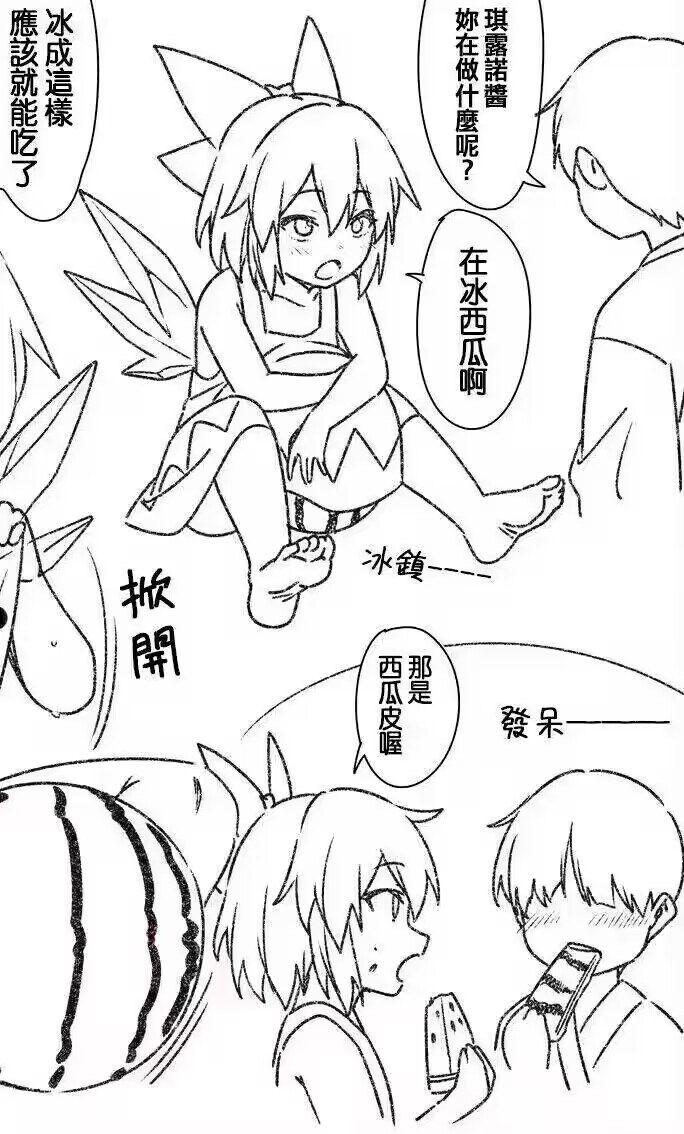 琪露諾醬
妳在做什麼呢?
在冰西瓜啊
冰鎮-----
冰成這樣
應該就能吃了
掀開
發呆———
那是
西瓜皮喔